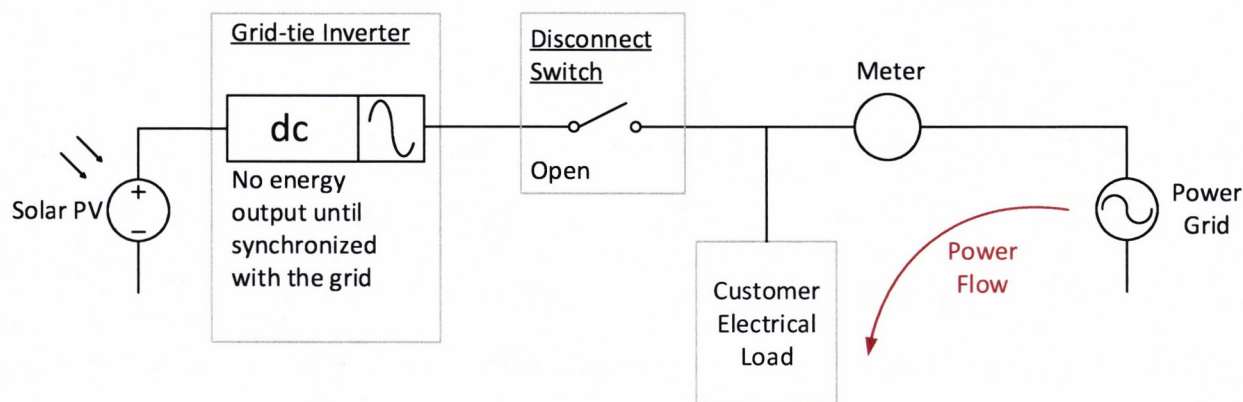 Grid-tie Inverter
dc
No energy
output until
synchronized
with the grid
Solar PV
+
−
Disconnect
Switch
Open
Meter
Customer
Electrical
Load
Power
Flow
Power
Grid